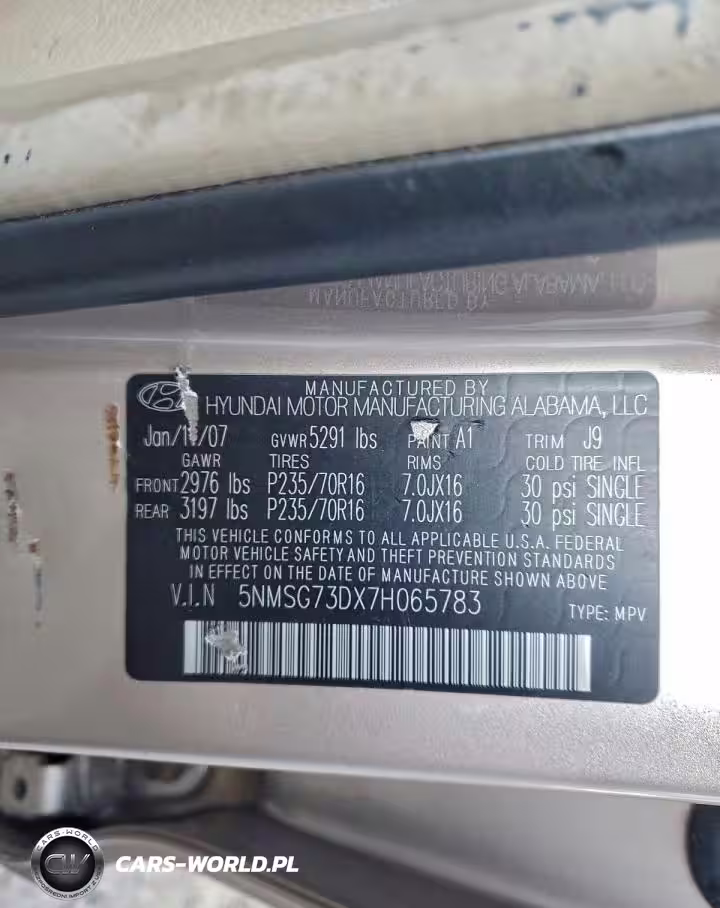 MANUFACTURED BY
HYUNDAI MOTOR MANUFACTURING ALABAMA, LLC
GVWR 5291 lbs PAINT A1 TRIM J9
GAWR TIRES RIMS COLD TIRE INFL
FRONT 2976 lbs P235/70R16 7.0JX16 30 psi SINGLE
REAR 3197 lbs P235/70R16 7.0JX16 30 psi SINGLE
THIS VEHICLE CONFORMS TO ALL APPLICABLE U.S.A. FEDERAL
MOTOR VEHICLE SAFETY AND THEFT PREVENTION STANDARDS
IN EFFECT ON THE DATE OF MANUFACTURE SHOWN ABOVE
V.I.N 5NMSG73DX7H065783 TYPE: MPV
CARS-WORLD
CW
CARS-WORLD.PL